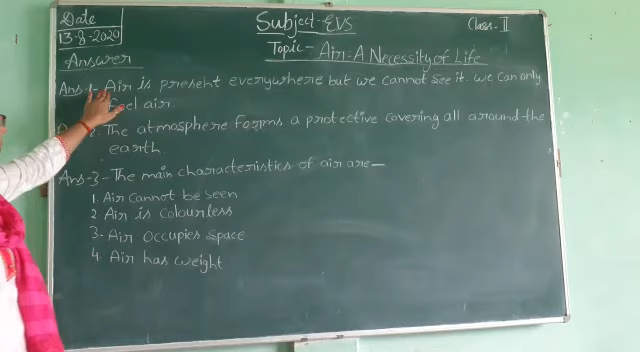 Date
13-8-2020
Subject-EVS
Class-II
Topic- Air: A Necessity of Life
Answer
Ans-1- Air is present everywhere but we cannot see it. We can only
feel air.
The atmosphere forms a protective covering all around the
earth.
Ans-3- The main characteristics of air are—
1. Air cannot be seen
2 Air is colourless
3- Air occupies space
4. Air has weight